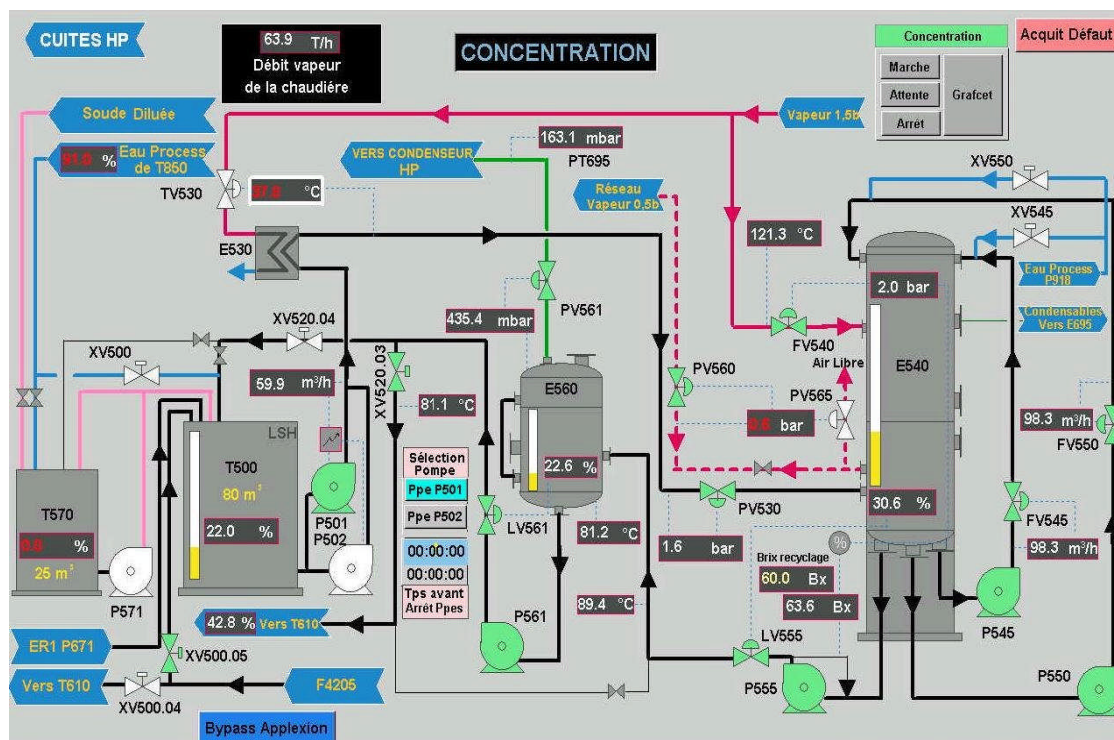 CUITES HP
63.9 T/h
Débit vapeur
de la chaudiére
CONCENTRATION
Concentration
Marche
Attente
Arrét
Grafcet
Acquit Défaut
Soude Diluée
% Eau Process
de T850
TV530
°C
VERS CONDENSEUR
HP
163.1 mbar
PT695
Réseau
Vapeur 0,5b
Vapeur 1,5b
XV550
XV545
E530
121.3 °C
2.0 bar
Eau Process
P918
Condensables
Vers E695
435.4 mbar
PV561
FV540
Air Libre
E540
XV520.04
XV500
XV520.03
59.9 m³/h
81.1 °C
E560
PV560
PV565
0.6 bar
98.3 m³/h
FV550
LSH
T500
80 m³
22.0 %
Sélection
Pompe
Ppe P501
Ppe P502
00:00:00
00:00:00
Tps avant
Arrêt Ppes
22.6 %
LV561
81.2 °C
PV530
1.6 bar
30.6 %
FV545
98.3 m³/h
T570
0.8 %
25 m³
P571
P501
P502
%
Brix recyclage
60.0 Bx
63.6 Bx
89.4 °C
LV555
P561
P545
P555
P550
42.8 % Vers T610
ER1 P671
XV500.05
Vers T610
XV500.04
F4205
Bypass Applexion